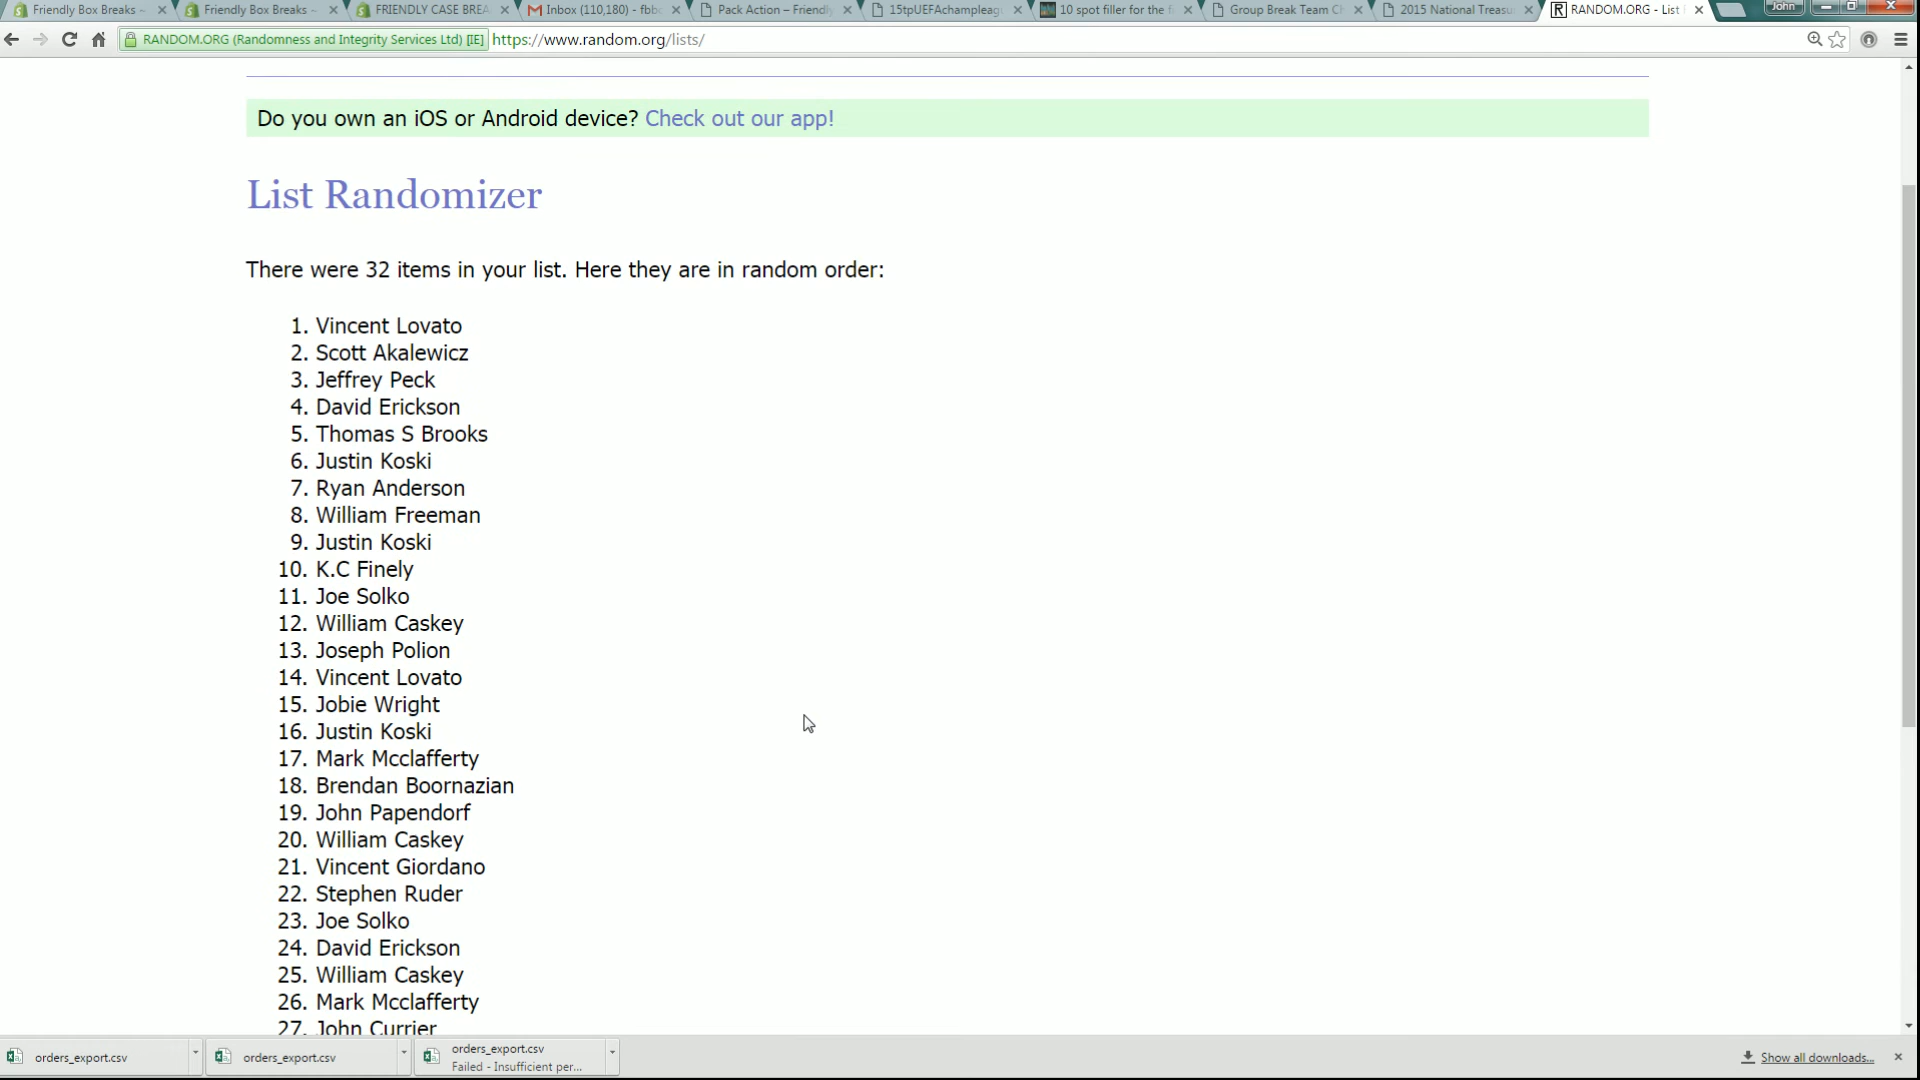 Friendly Box Breaks ~
Friendly Box Breaks ~
FRIENDLY CASE BREA
Inbox (110,180) - fbb
Pack Action – Friendly
15tpUEFAchampleag
10 spot filler for the f
Group Break Team Ch
2015 National Treasu
RANDOM.ORG - List
John
RANDOM.ORG (Randomness and Integrity Services Ltd) [IE]
https://www.random.org/lists/
Do you own an iOS or Android device? Check out our app!
List Randomizer
There were 32 items in your list. Here they are in random order:
1. Vincent Lovato
2. Scott Akalewicz
3. Jeffrey Peck
4. David Erickson
5. Thomas S Brooks
6. Justin Koski
7. Ryan Anderson
8. William Freeman
9. Justin Koski
10. K.C Finely
11. Joe Solko
12. William Caskey
13. Joseph Polion
14. Vincent Lovato
15. Jobie Wright
16. Justin Koski
17. Mark Mcclafferty
18. Brendan Boornazian
19. John Papendorf
20. William Caskey
21. Vincent Giordano
22. Stephen Ruder
23. Joe Solko
24. David Erickson
25. William Caskey
26. Mark Mcclafferty
27. John Currier
orders_export.csv
orders_export.csv
orders_export.csv
Failed - Insufficient per...
Show all downloads...